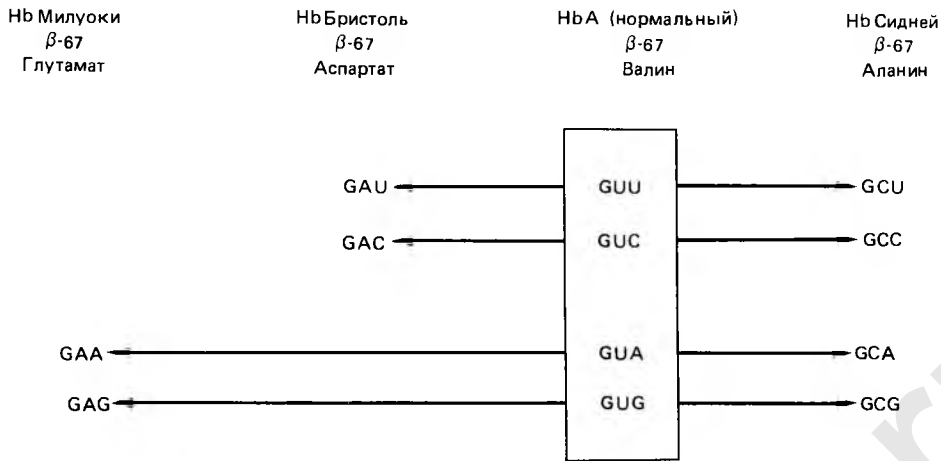 Hb Милуоки Hb Бристоль HbA (нормальный) Hb Сидней
β-67 β-67 β-67 β-67
Глутамат Аспартат Валин Аланин
GAU GUU GCU
GAC GUC GCC
GAA GUA GCA
GAG GUG GCG